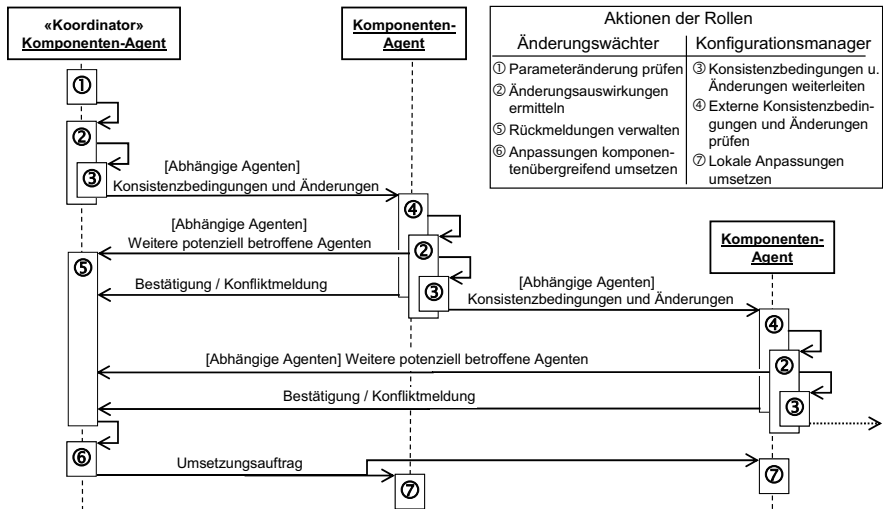 «Koordinator»
Komponenten-Agent
Komponenten-
Agent
Aktionen der Rollen
Änderungswächter
Konfigurationsmanager
① Parameteränderung prüfen
② Änderungsauswirkungen
ermitteln
⑤ Rückmeldungen verwalten
⑥ Anpassungen komponen-
tenübergreifend umsetzen
③ Konsistenzbedingungen u.
Änderungen weiterleiten
④ Externe Konsistenzbedin-
gungen und Änderungen
prüfen
⑦ Lokale Anpassungen
umsetzen
①
②
③
[Abhängige Agenten]
Konsistenzbedingungen und Änderungen
④
[Abhängige Agenten]
Weitere potenziell betroffene Agenten
②
Komponenten-
Agent
⑤
Bestätigung / Konfliktmeldung
③
[Abhängige Agenten]
Konsistenzbedingungen und Änderungen
④
[Abhängige Agenten] Weitere potenziell betroffene Agenten
②
Bestätigung / Konfliktmeldung
③
⑥
Umsetzungsauftrag
⑦
⑦